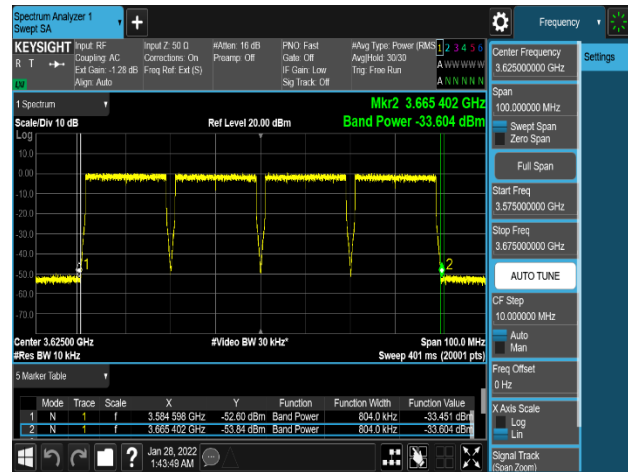 Spectrum Analyzer 1
Swept SA
Frequency
KEYSIGHT
R T
Input: RF
Coupling: AC
Ext Gain: -1.28 dB
Align: Auto
Input Z: 50 Ω
Corrections: On
Freq Ref: Ext (S)
#Atten: 16 dB
Preamp: Off
PNO: Fast
Gate: Off
IF Gain: Low
Sig Track: Off
#Avg Type: Power (RMS
Avg|Hold: 30/30
Trig: Free Run
1 2 3 4 5 6
A W W W W W
A N N N N N
Settings
1 Spectrum
Scale/Div 10 dB
Log
Ref Level 20.00 dBm
Mkr2 3.665 402 GHz
Band Power -33.604 dBm
10.0
0.00
-10.0
-20.0
-30.0
-40.0
-50.0
-60.0
-70.0
1
2
Center 3.62500 GHz
#Res BW 10 kHz
#Video BW 30 kHz*
Span 100.0 MHz
Sweep 401 ms (20001 pts)
5 Marker Table
Mode Trace Scale X Y Function Function Width Function Value
1 N 1 f 3.584 598 GHz -52.60 dBm Band Power 804.0 kHz -33.451 dBm
2 N 1 f 3.665 402 GHz -53.84 dBm Band Power 804.0 kHz -33.604 dBm
Jan 28, 2022
1:43:49 AM
Center Frequency
3.625000000 GHz
Span
100.000000 MHz
Swept Span
Zero Span
Full Span
Start Freq
3.575000000 GHz
Stop Freq
3.675000000 GHz
AUTO TUNE
CF Step
10.000000 MHz
Auto
Man
Freq Offset
0 Hz
X Axis Scale
Log
Lin
Signal Track
(Span Zoom)